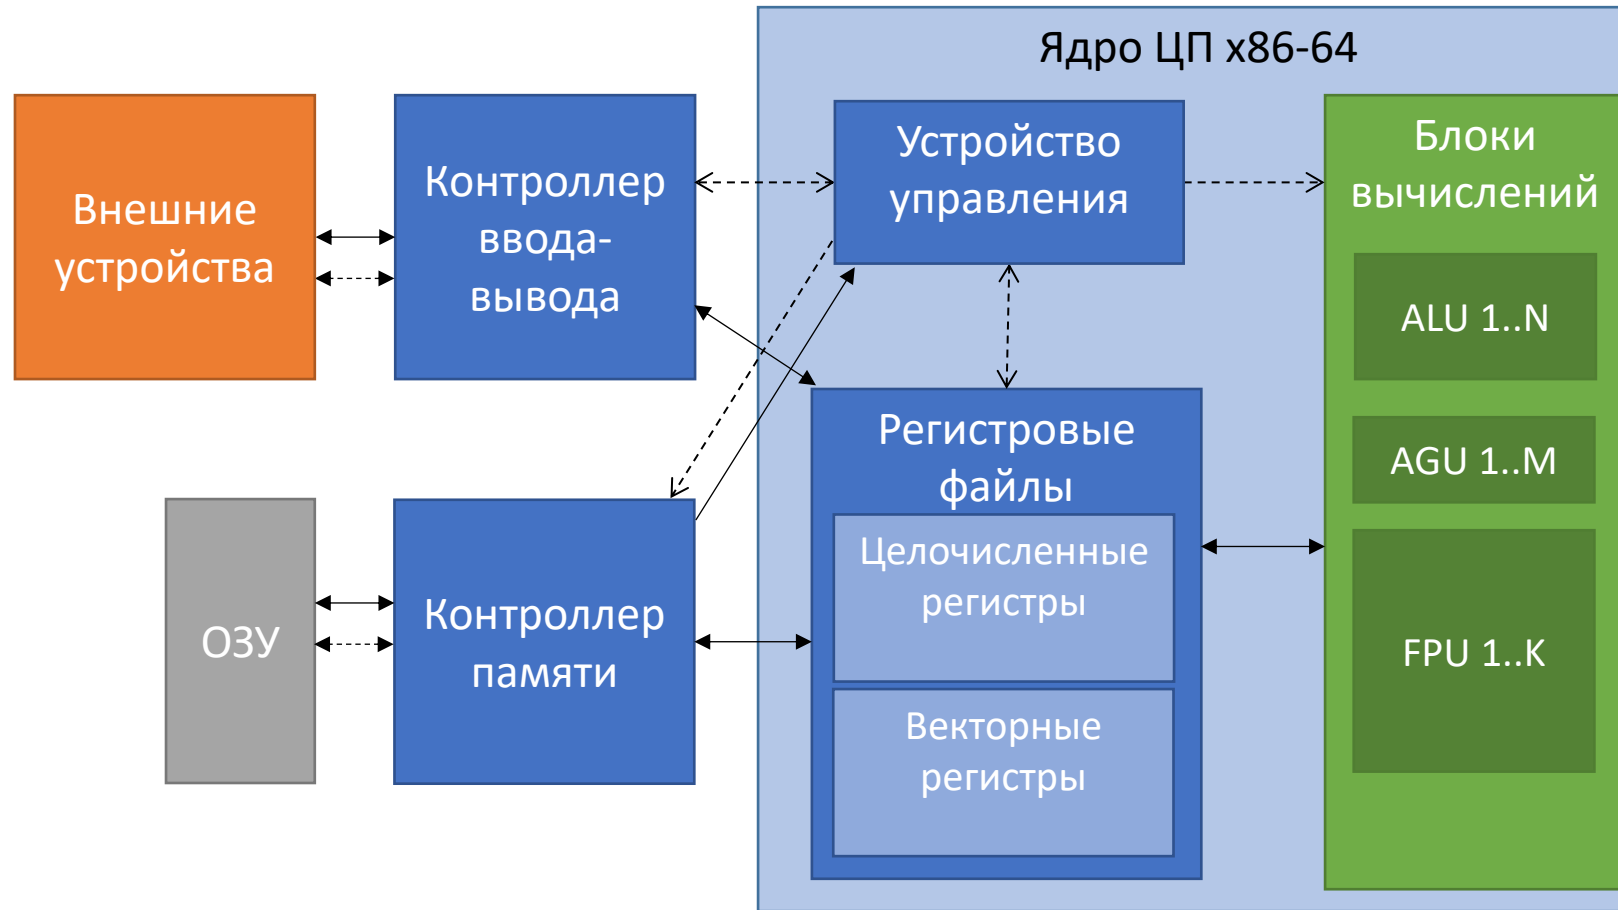 Ядро ЦП x86-64
Внешние
устройства
Контроллер
ввода-
вывода
Устройство
управления
Блоки
вычислений
ALU 1..N
AGU 1..M
FPU 1..K
Регистровые
файлы
Целочисленные
регистры
Векторные
регистры
ОЗУ
Контроллер
памяти